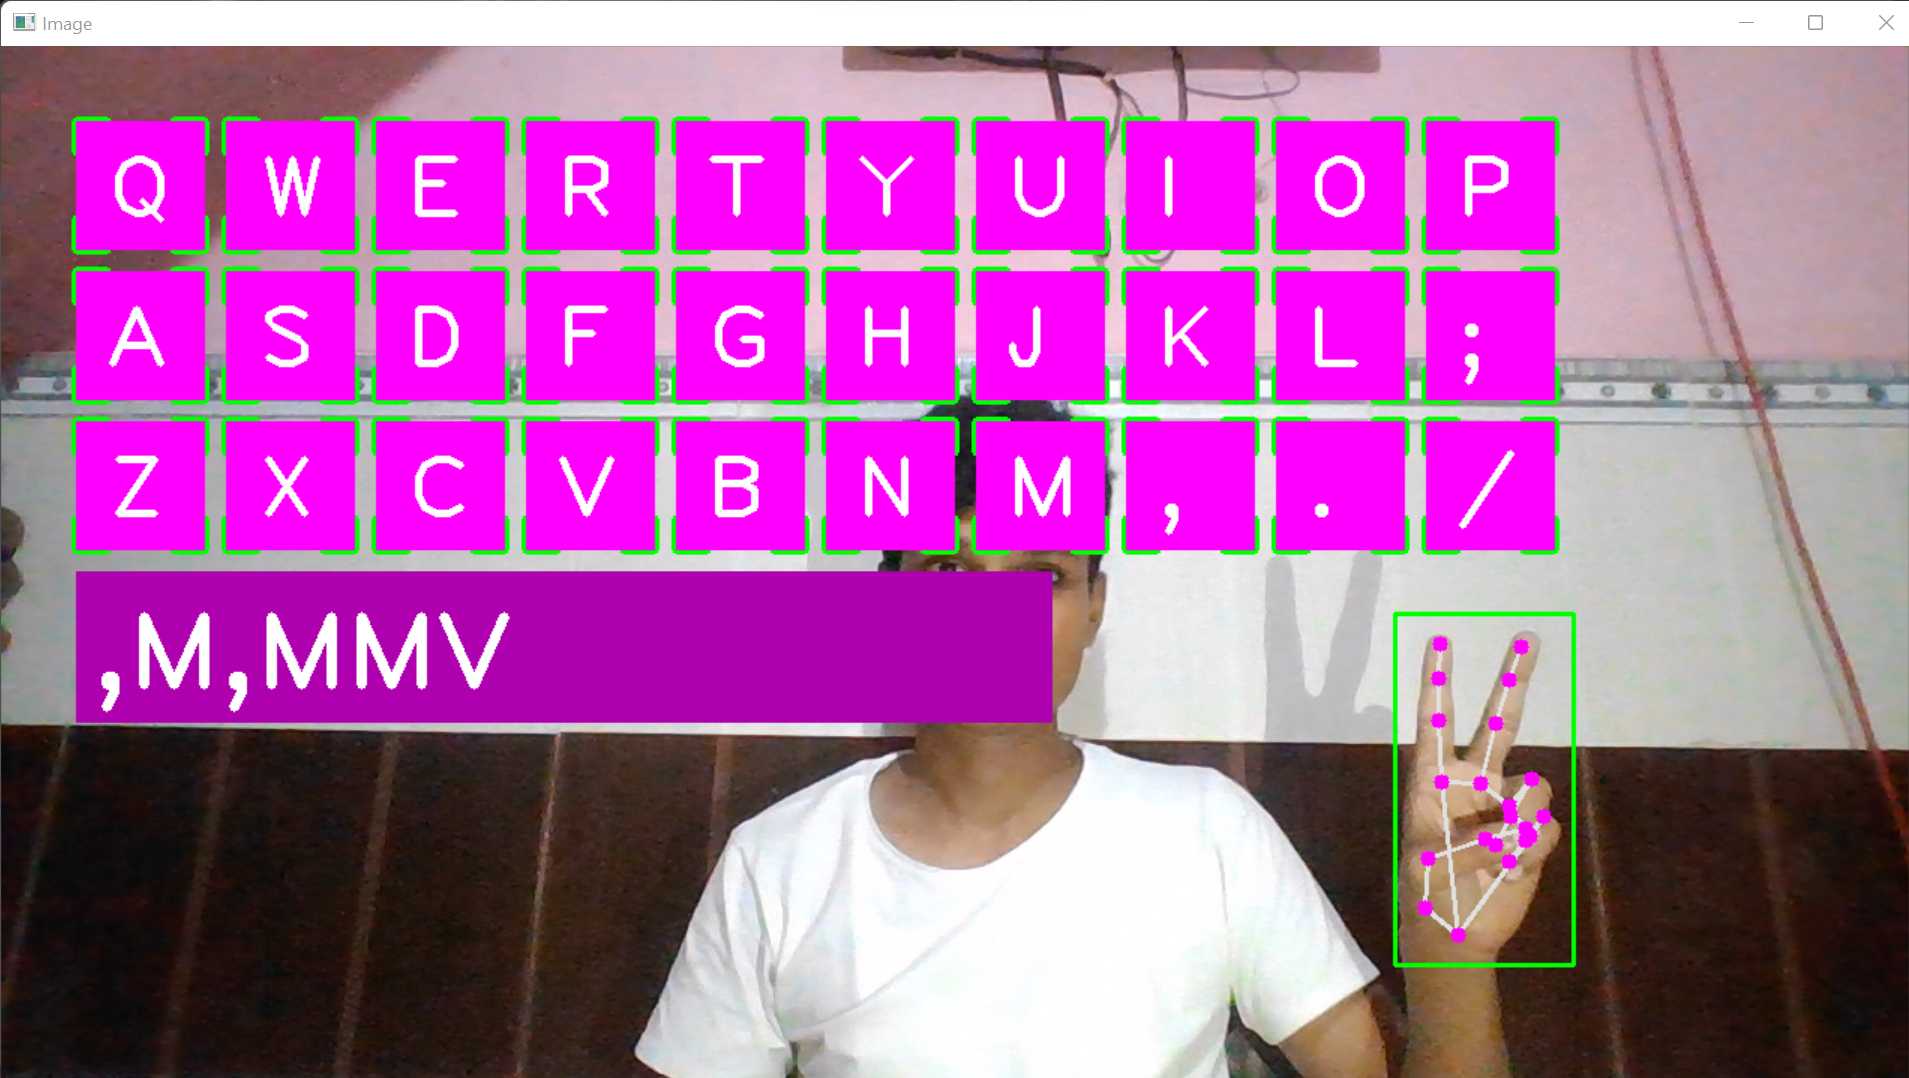 Image
Q W E R T Y U I O P
A S D F G H J K L ;
Z X C V B N M , . /
,M,MMV